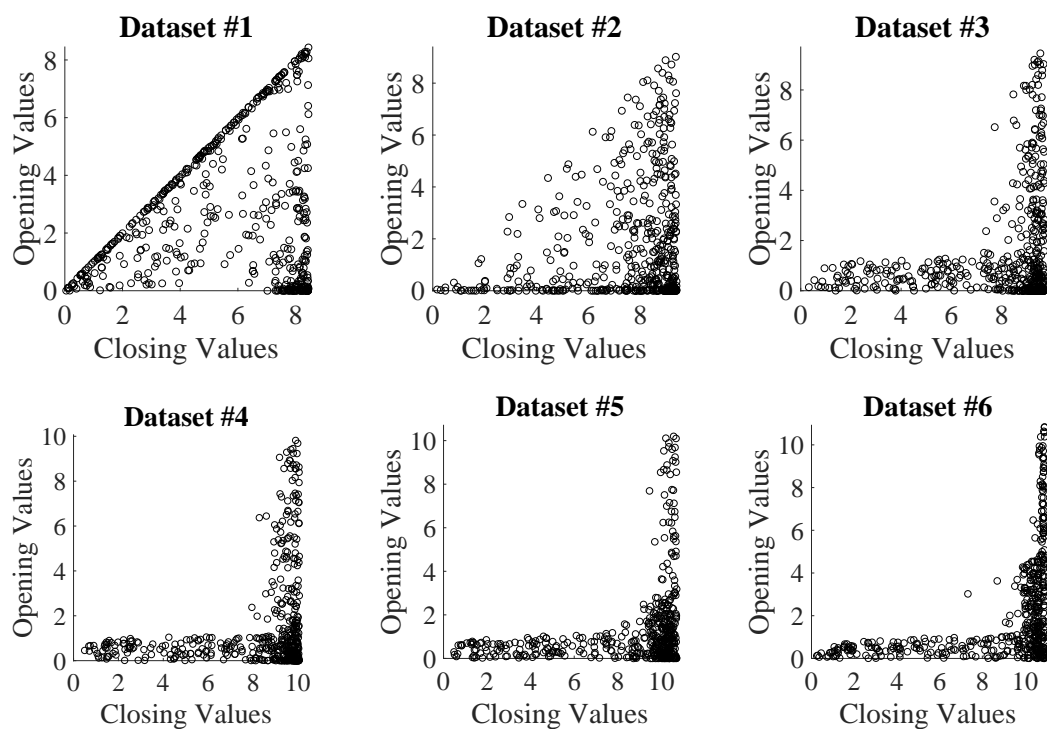 Dataset #1
Dataset #2
Dataset #3
Opening Values
8
6
4
2
0
0 2 4 6 8
Closing Values
Opening Values
8
6
4
2
0
0 2 4 6 8
Closing Values
Opening Values
8
6
4
2
0
0 2 4 6 8
Closing Values
Dataset #4
Dataset #5
Dataset #6
Opening Values
10
8
6
4
2
0
0 2 4 6 8 10
Closing Values
Opening Values
10
8
6
4
2
0
0 2 4 6 8 10
Closing Values
Opening Values
10
8
6
4
2
0
0 2 4 6 8 10
Closing Values